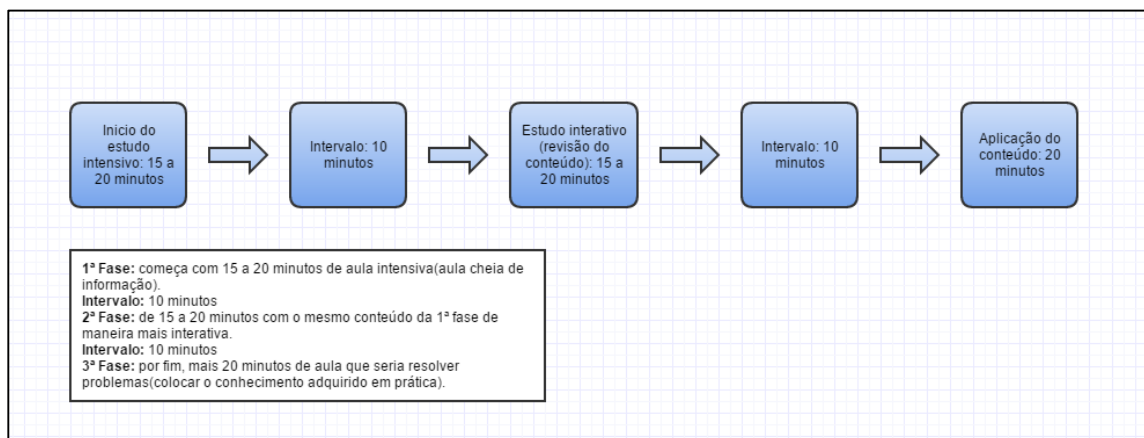 Inicio do
estudo
intensivo: 15 a
20 minutos
Intervalo: 10
minutos
Estudo interativo
(revisão do
conteúdo): 15 a
20 minutos
Intervalo: 10
minutos
Aplicação do
conteúdo: 20
minutos
1ª Fase: começa com 15 a 20 minutos de aula intensiva(aula cheia de
informação).
Intervalo: 10 minutos
2ª Fase: de 15 a 20 minutos com o mesmo conteúdo da 1ª fase de
maneira mais interativa.
Intervalo: 10 minutos
3ª Fase: por fim, mais 20 minutos de aula que seria resolver
problemas(colocar o conhecimento adquirido em prática).